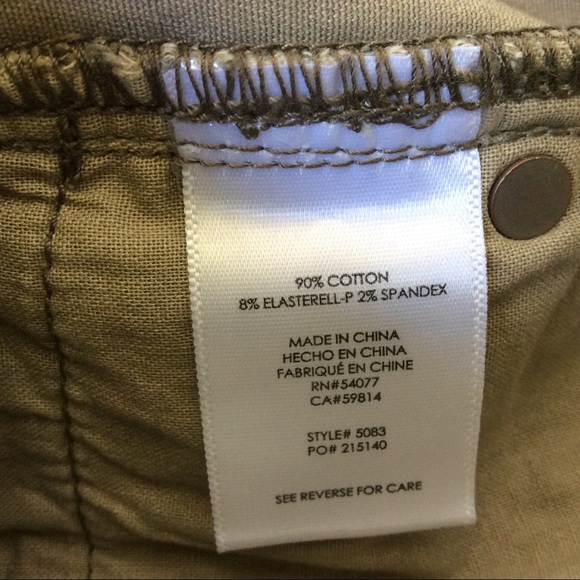 90% COTTON
8% ELASTERELL-P 2% SPANDEX
MADE IN CHINA
HECHO EN CHINA
FABRIQUÉ EN CHINE
RN#54077
CA#59814
STYLE# 5083
PO# 215140
SEE REVERSE FOR CARE